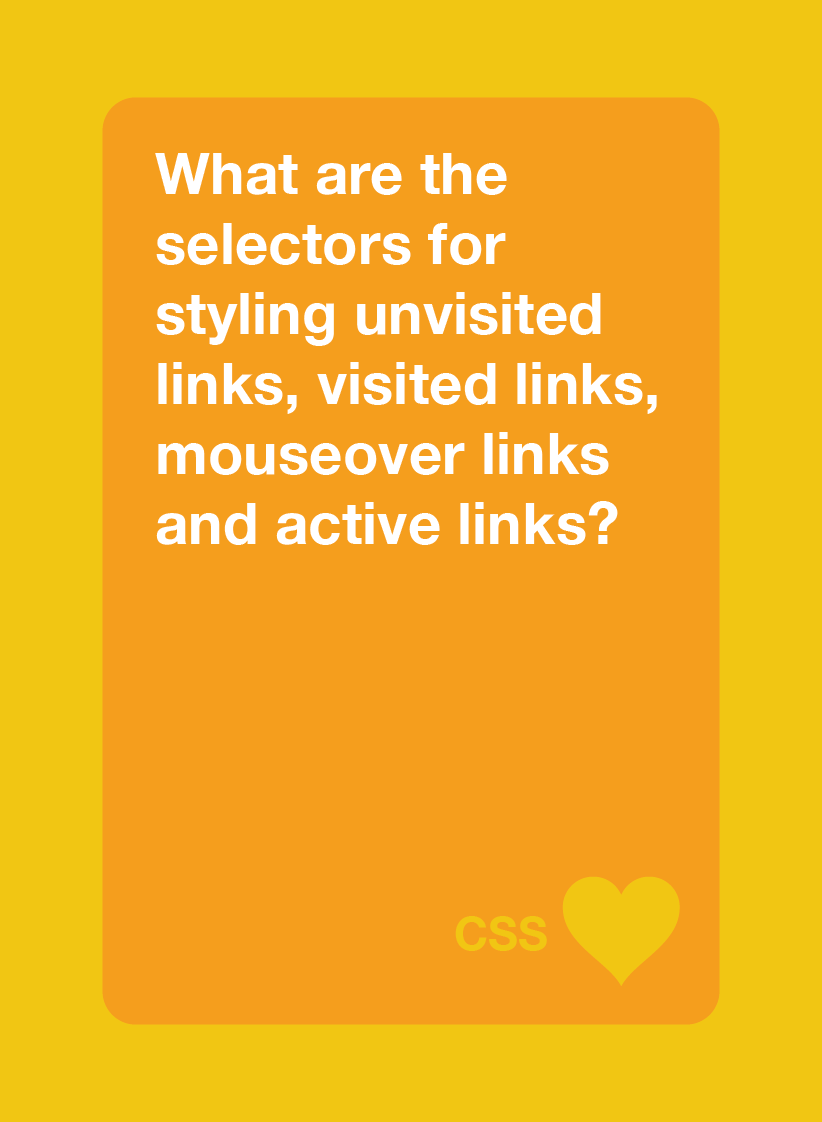 What are the
selectors for
styling unvisited
links, visited links,
mouseover links
and active links?
CSS